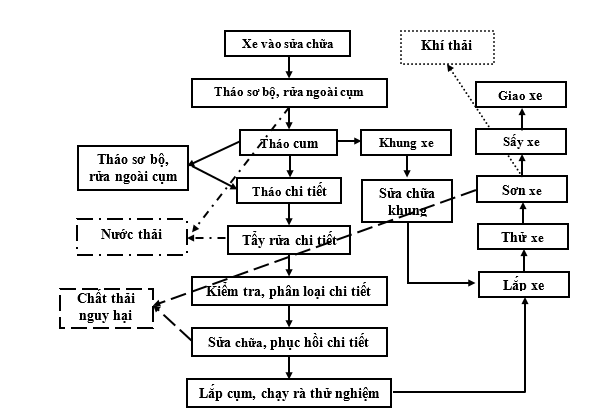 Xe vào sửa chữa
Khí thải
Tháo sơ bộ, rửa ngoài cụm
Giao xe
Tháo cum
Khung xe
Sấy xe
Tháo sơ bộ,
rửa ngoài cụm
Tháo chi tiết
Sửa chữa
khung
Sơn xe
Nước thải
Tẩy rửa chi tiết
Thử xe
Chất thải
nguy hại
Kiểm tra, phân loại chi tiết
Lắp xe
Sửa chữa, phục hồi chi tiết
Lắp cụm, chạy rà thử nghiệm